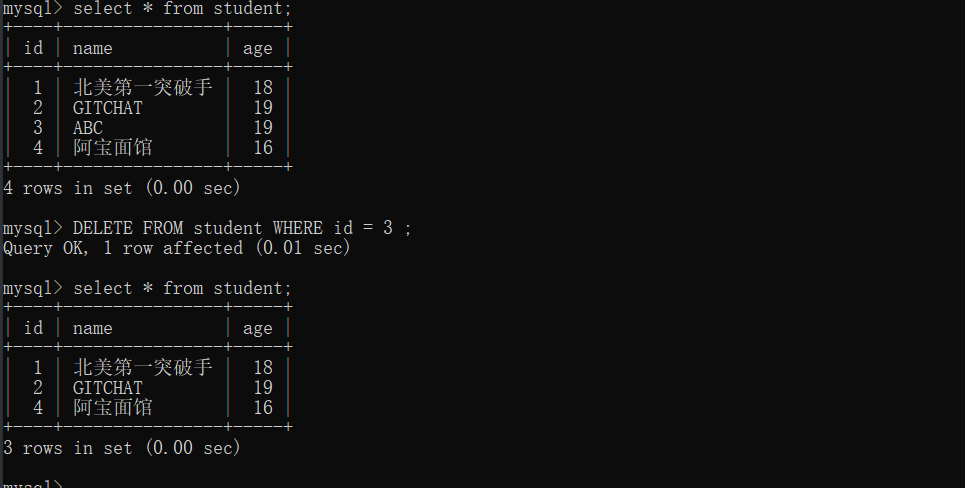 mysql> select * from student;
+----+----------------+-----+
| id | name           | age |
+----+----------------+-----+
|  1 | 北美第一突破手 |  18 |
|  2 | GITCHAT        |  19 |
|  3 | ABC            |  19 |
|  4 | 阿宝面馆       |  16 |
+----+----------------+-----+
4 rows in set (0.00 sec)
mysql> DELETE FROM student WHERE id = 3 ;
Query OK, 1 row affected (0.01 sec)
mysql> select * from student;
+----+----------------+-----+
| id | name           | age |
+----+----------------+-----+
|  1 | 北美第一突破手 |  18 |
|  2 | GITCHAT        |  19 |
|  4 | 阿宝面馆       |  16 |
+----+----------------+-----+
3 rows in set (0.00 sec)
mysql>